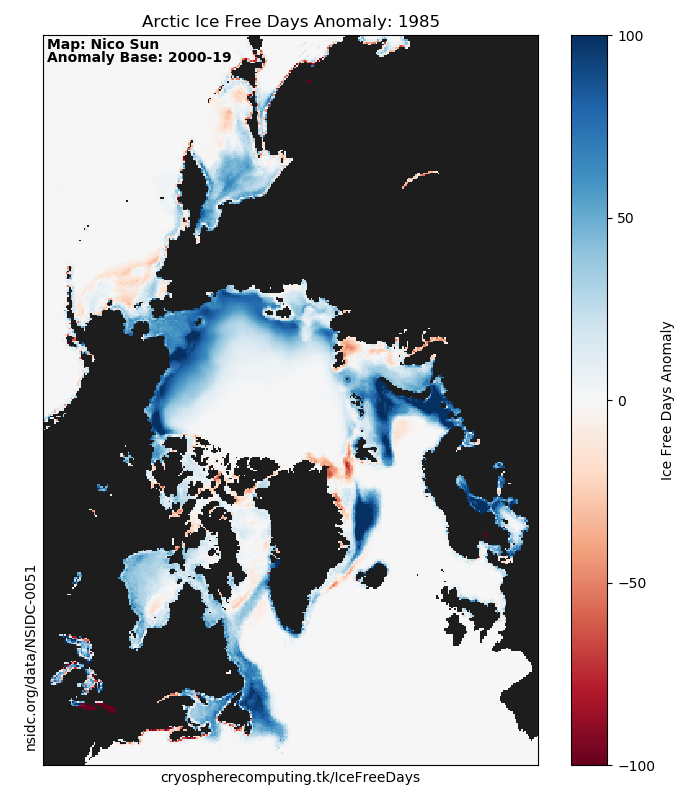 Arctic Ice Free Days Anomaly: 1985
Map: Nico Sun
Anomaly Base: 2000-19
100
50
0
−50
−100
Ice Free Days Anomaly
nsidc.org/data/NSIDC-0051
cryospherecomputing.tk/IceFreeDays